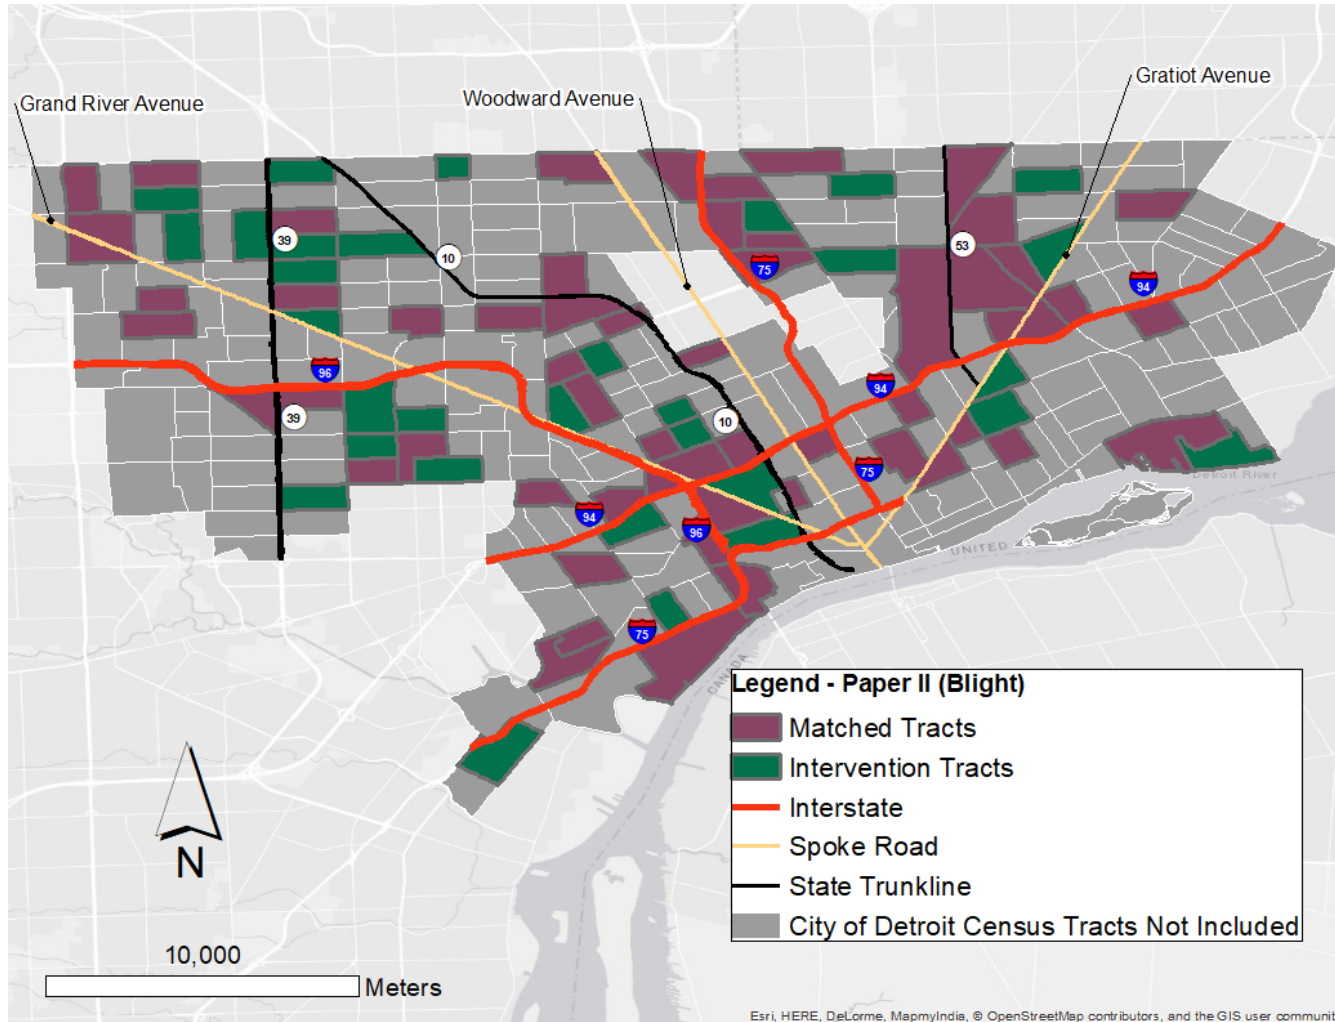 Gratiot Avenue
Woodward Avenue
Grand River Avenue
39
53
10
75
94
96
94
39
10
75
94
96
Detroit River
UNITED
75
CANADA
Legend - Paper II (Blight)
Matched Tracts
Intervention Tracts
Interstate
Spoke Road
State Trunkline
City of Detroit Census Tracts Not Included
N
10,000
Meters
Esri, HERE, DeLorme, MapmyIndia, © OpenStreetMap contributors, and the GIS user communit